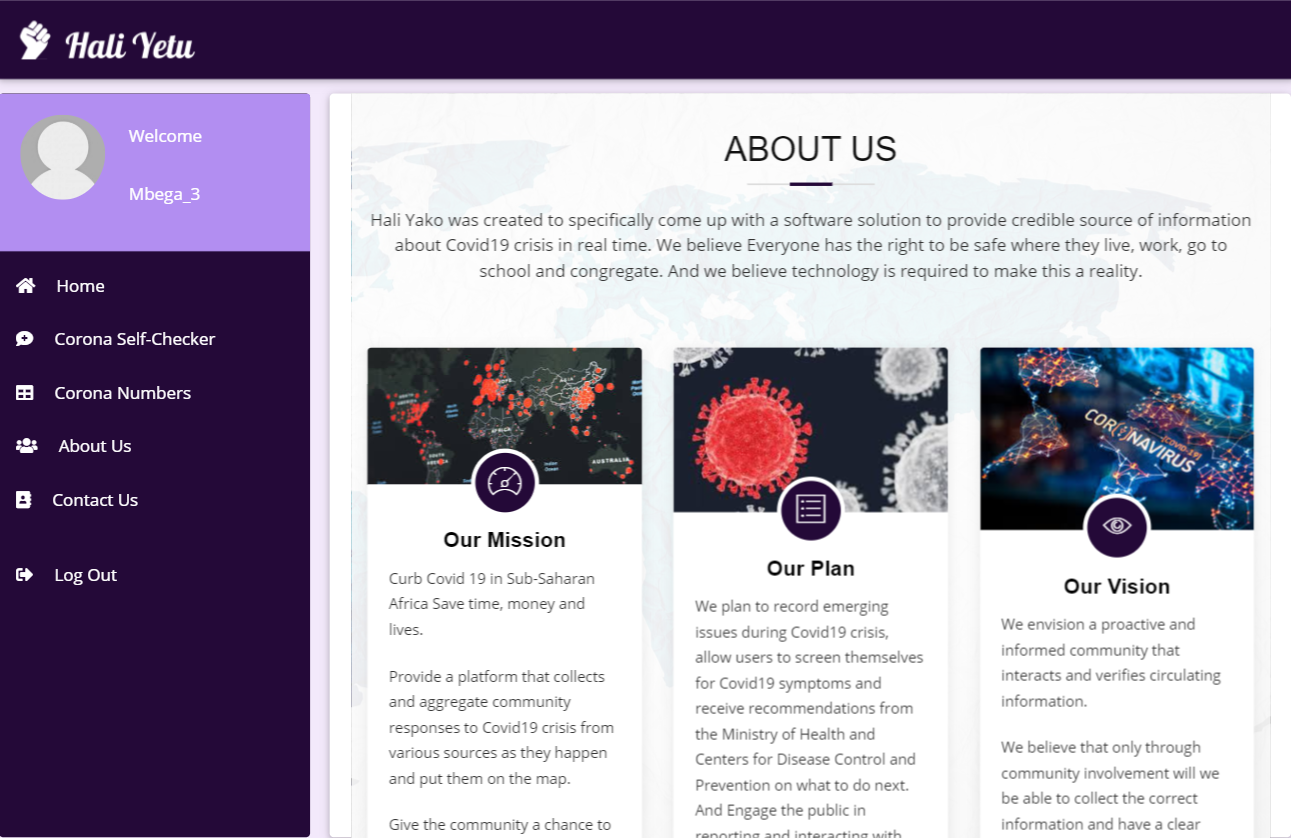 Hali Yetu
Welcome
Mbega_3
Home
Corona Self-Checker
Corona Numbers
About Us
Contact Us
Log Out
ABOUT US
Hali Yako was created to specifically come up with a software solution to provide credible source of information
about Covid19 crisis in real time. We believe Everyone has the right to be safe where they live, work, go to
school and congregate. And we believe technology is required to make this a reality.
AFRICA
AUSTRALIA
Our Mission
Curb Covid 19 in Sub-Saharan
Africa Save time, money and
lives.
Provide a platform that collects
and aggregate community
responses to Covid19 crisis from
various sources as they happen
and put them on the map.
Give the community a chance to
Our Plan
We plan to record emerging
issues during Covid19 crisis,
allow users to screen themselves
for Covid19 symptoms and
receive recommendations from
the Ministry of Health and
Centers for Disease Control and
Prevention on what to do next.
And Engage the public in
reporting and interacting with
CORONAVIRUS
Our Vision
We envision a proactive and
informed community that
interacts and verifies circulating
information.
We believe that only through
community involvement will we
be able to collect the correct
information and have a clear